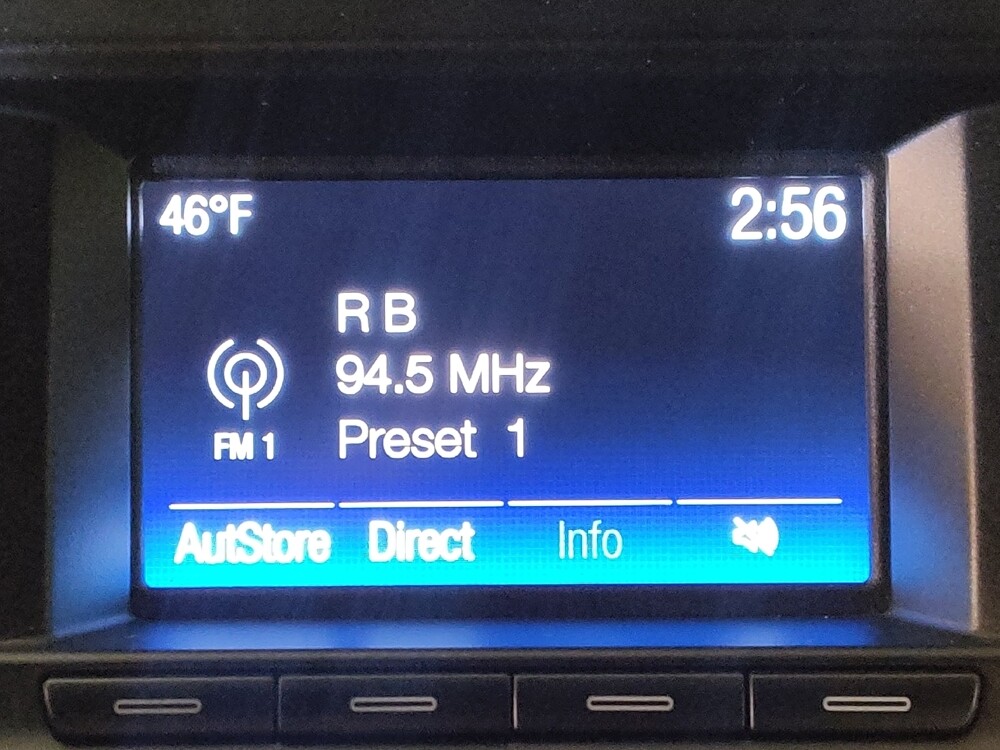 46°F 2:56
R B
94.5 MHz
FM 1 Preset 1
AutStore Direct Info